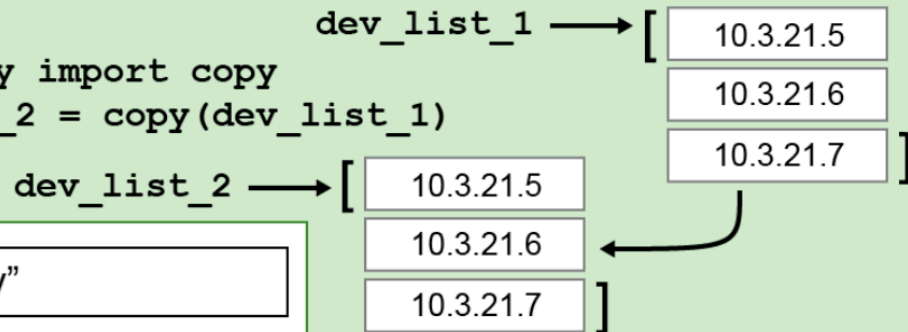 dev_list_1 [ 10.3.21.5
y import copy
10.3.21.6
_2 = copy(dev_list_1)
10.3.21.7 ]
dev_list_2 [ 10.3.21.5
10.3.21.6
y”
10.3.21.7 ]